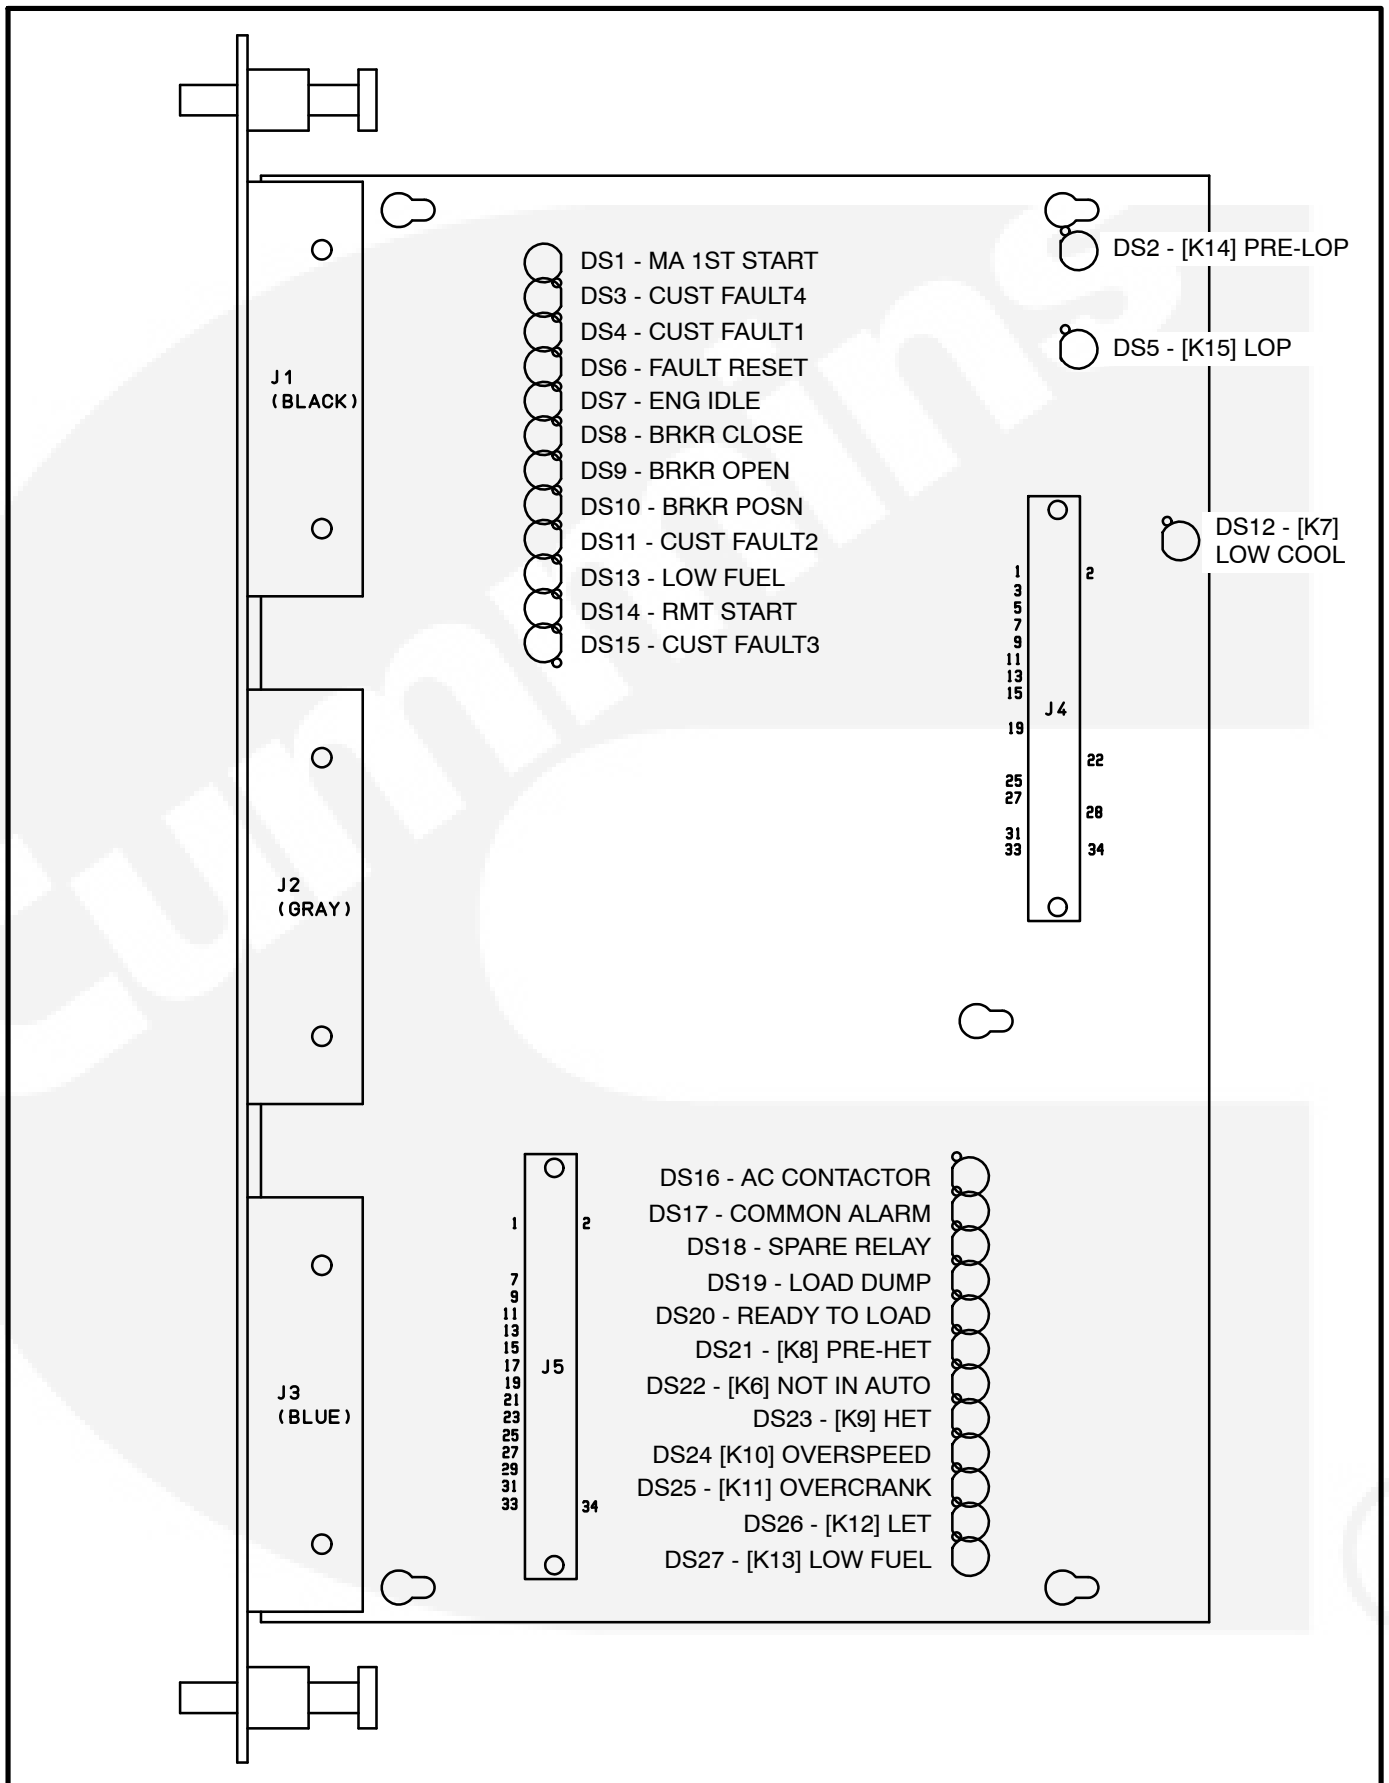 DS1 - MA 1ST START
DS3 - CUST FAULT4
DS4 - CUST FAULT1
DS6 - FAULT RESET
DS7 - ENG IDLE
DS8 - BRKR CLOSE
DS9 - BRKR OPEN
DS10 - BRKR POSN
DS11 - CUST FAULT2
DS13 - LOW FUEL
DS14 - RMT START
DS15 - CUST FAULT3
DS2 - [K14] PRE-LOP
DS5 - [K15] LOP
DS12 - [K7]
LOW COOL
J1
(BLACK)
J2
(GRAY)
J3
(BLUE)
1
3
5
7
9
11
13
15
19
25
27
31
33
J4
2
22
28
34
1
7
9
11
13
15
17
19
21
23
25
27
29
31
33
J5
2
34
DS16 - AC CONTACTOR
DS17 - COMMON ALARM
DS18 - SPARE RELAY
DS19 - LOAD DUMP
DS20 - READY TO LOAD
DS21 - [K8] PRE-HET
DS22 - [K6] NOT IN AUTO
DS23 - [K9] HET
DS24 [K10] OVERSPEED
DS25 - [K11] OVERCRANK
DS26 - [K12] LET
DS27 - [K13] LOW FUEL
Cummins